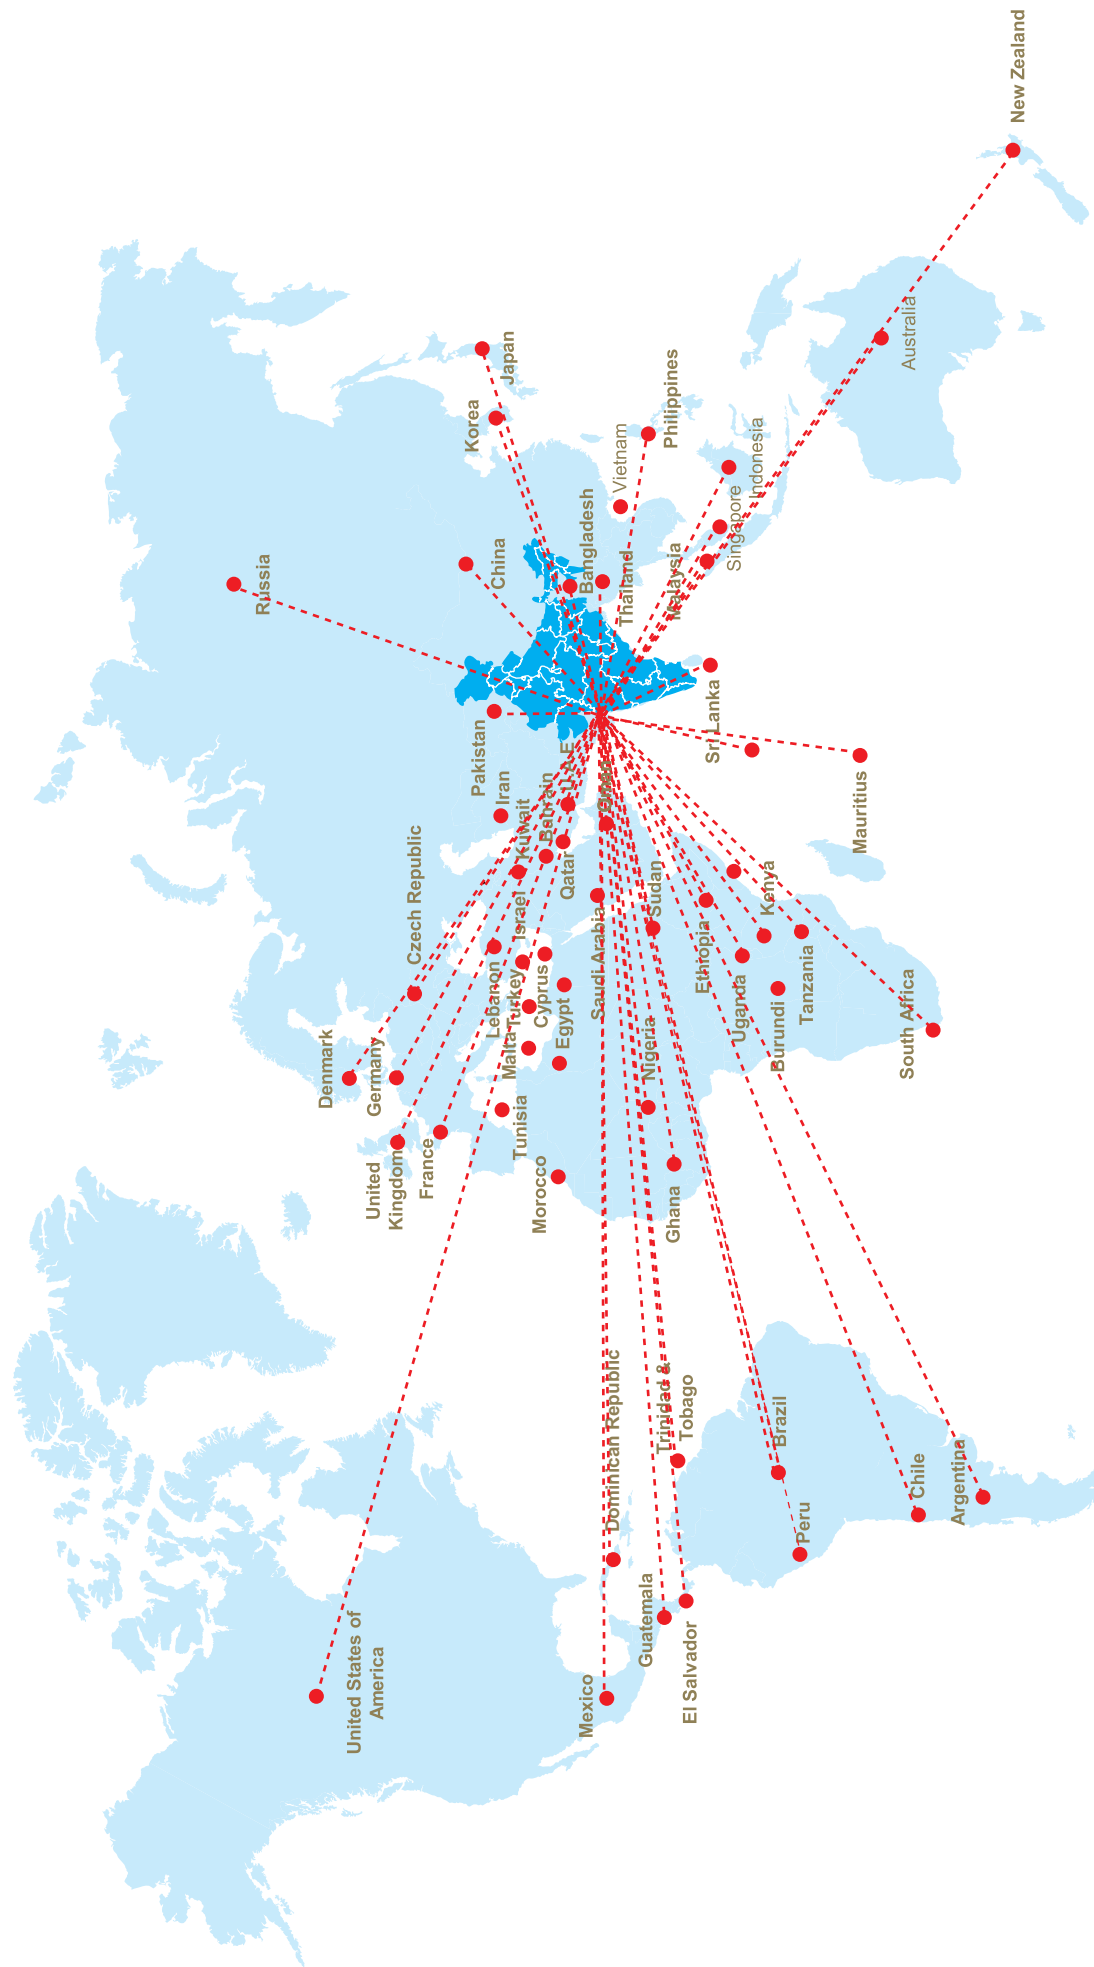 Russia
Denmark
United States of
America
Germany
United
Kingdom
Czech Republic
France
Korea
Pakistan
China
Lebanon
Iran
Japan
Malta
Turkey
Israel
Kuwait
Tunisia
Morocco
Cyprus
Bahrain
Egypt
Qatar
U.A.E
Bangladesh
Mexico
Saudi Arabia
Oman
Dominican Republic
Vietnam
Thailand
Guatemala
Nigeria
Sudan
Trinidad &
Tobago
Philippines
Ghana
Malaysia
El Salvador
Ethiopia
Sri Lanka
Singapore
Uganda
Indonesia
Kenya
Brazil
Burundi
Peru
Tanzania
Mauritius
South Africa
Australia
Chile
Argentina
New Zealand